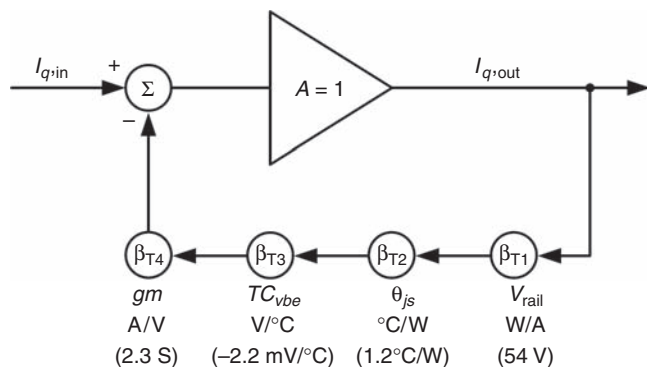 I_q,in
+
Σ
−
A = 1
I_q,out
β_T4
β_T3
β_T2
β_T1
gm
TC_vbe
θ_js
V_rail
A/V
V/°C
°C/W
W/A
(2.3 S)
(−2.2 mV/°C)
(1.2°C/W)
(54 V)